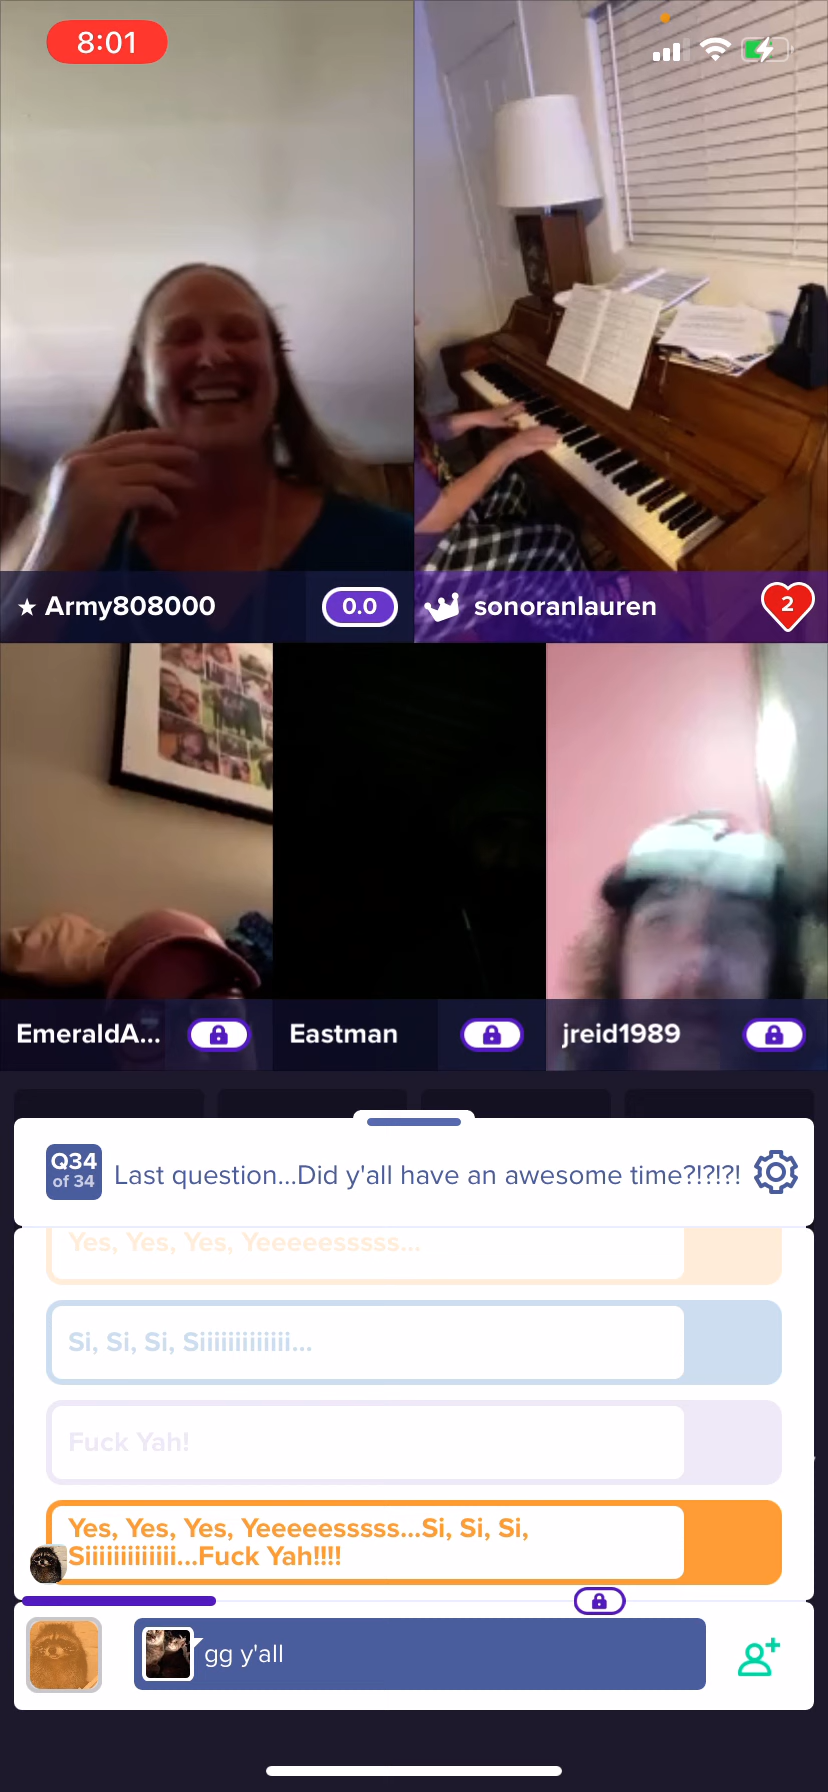 8:01
★ Army808000
0.0
sonoranlauren
2
EmeraldA...
Eastman
jreid1989
Q34
of 34
Last question...Did y'all have an awesome time?!?!?!
Yes, Yes, Yes, Yeeeeesssss...
Si, Si, Si, Siiiiiiiiiiiii...
Fuck Yah!
Yes, Yes, Yes, Yeeeeesssss...Si, Si, Si,
Siiiiiiiiiiiii...Fuck Yah!!!!
gg y'all